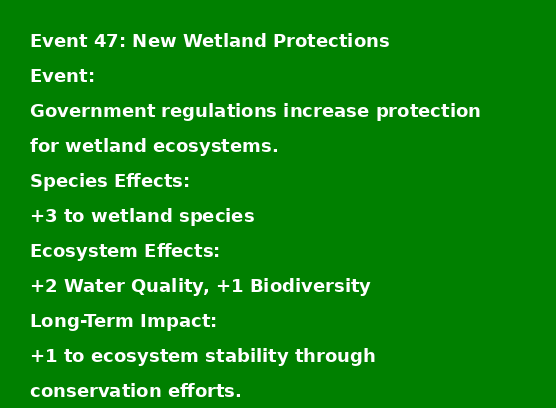 Event 47: New Wetland Protections
Event:
Government regulations increase protection
for wetland ecosystems.
Species Effects:
+3 to wetland species
Ecosystem Effects:
+2 Water Quality, +1 Biodiversity
Long-Term Impact:
+1 to ecosystem stability through
conservation efforts.